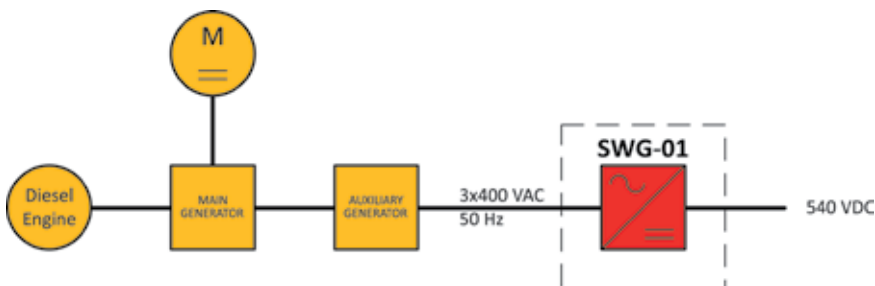 M
SWG-01
Diesel
Engine
MAIN
GENERATOR
AUXILIARY
GENERATOR
3x400 VAC
50 Hz
540 VDC